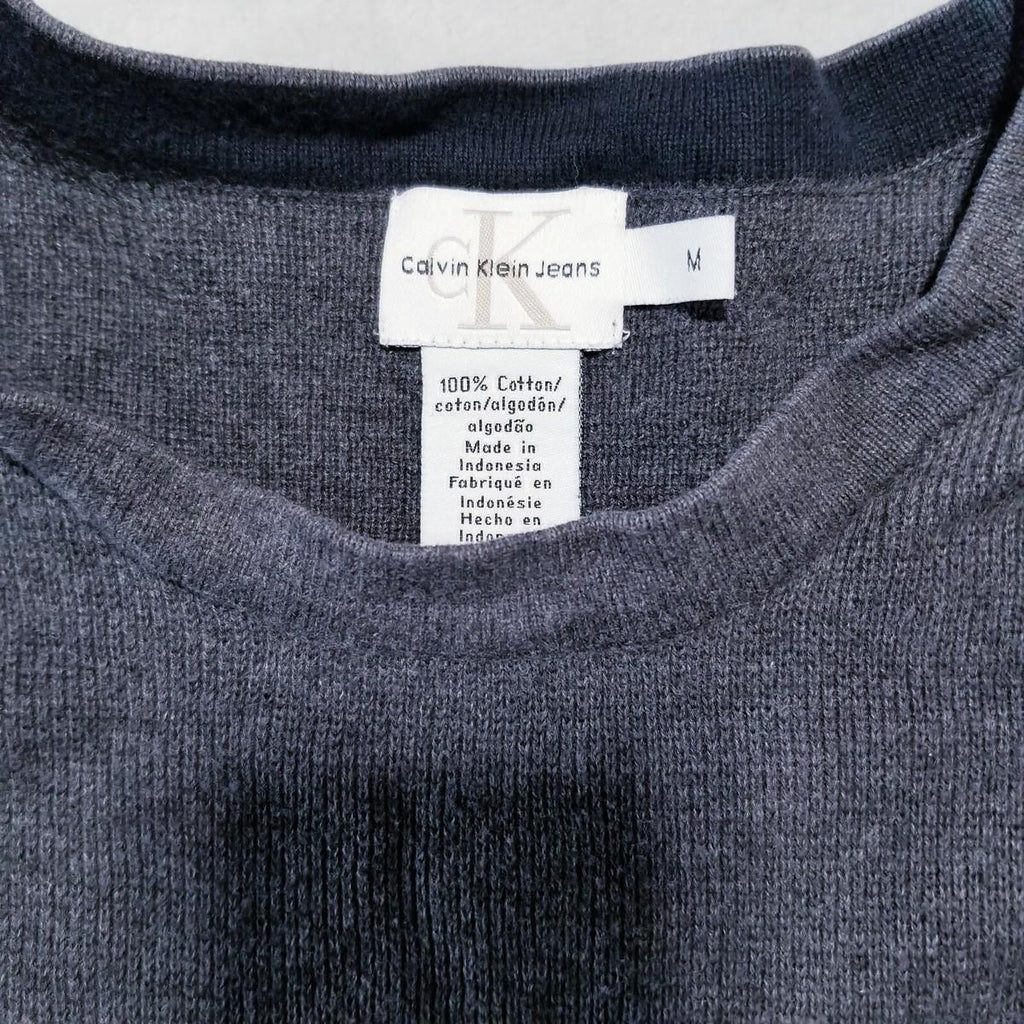 CK
Calvin Klein Jeans
M
100% Cotton/
coton/algodón/
algodão
Made in
Indonesia
Fabriqué en
Indonésie
Hecho en